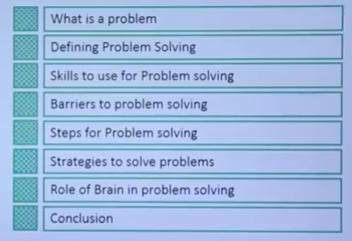 What is a problem
Defining Problem Solving
Skills to use for Problem solving
Barriers to problem solving
Steps for Problem solving
Strategies to solve problems
Role of Brain in problem solving
Conclusion